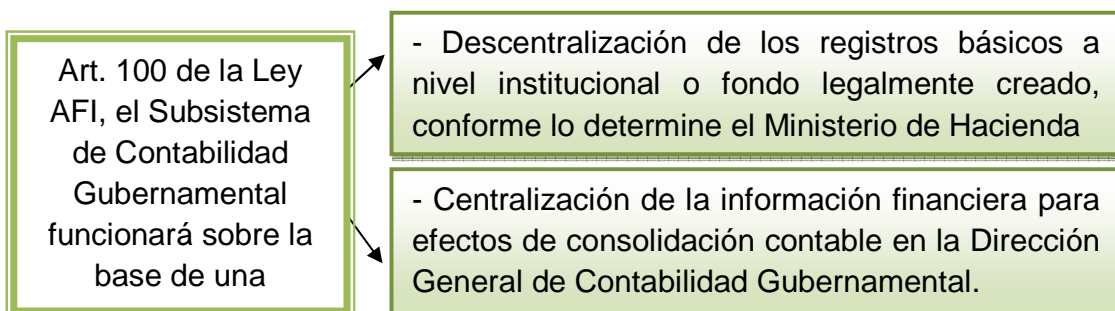 Art. 100 de la Ley
AFI, el Subsistema
de Contabilidad
Gubernamental
funcionará sobre la
base de una
- Descentralización de los registros básicos a
nivel institucional o fondo legalmente creado,
conforme lo determine el Ministerio de Hacienda
- Centralización de la información financiera para
efectos de consolidación contable en la Dirección
General de Contabilidad Gubernamental.